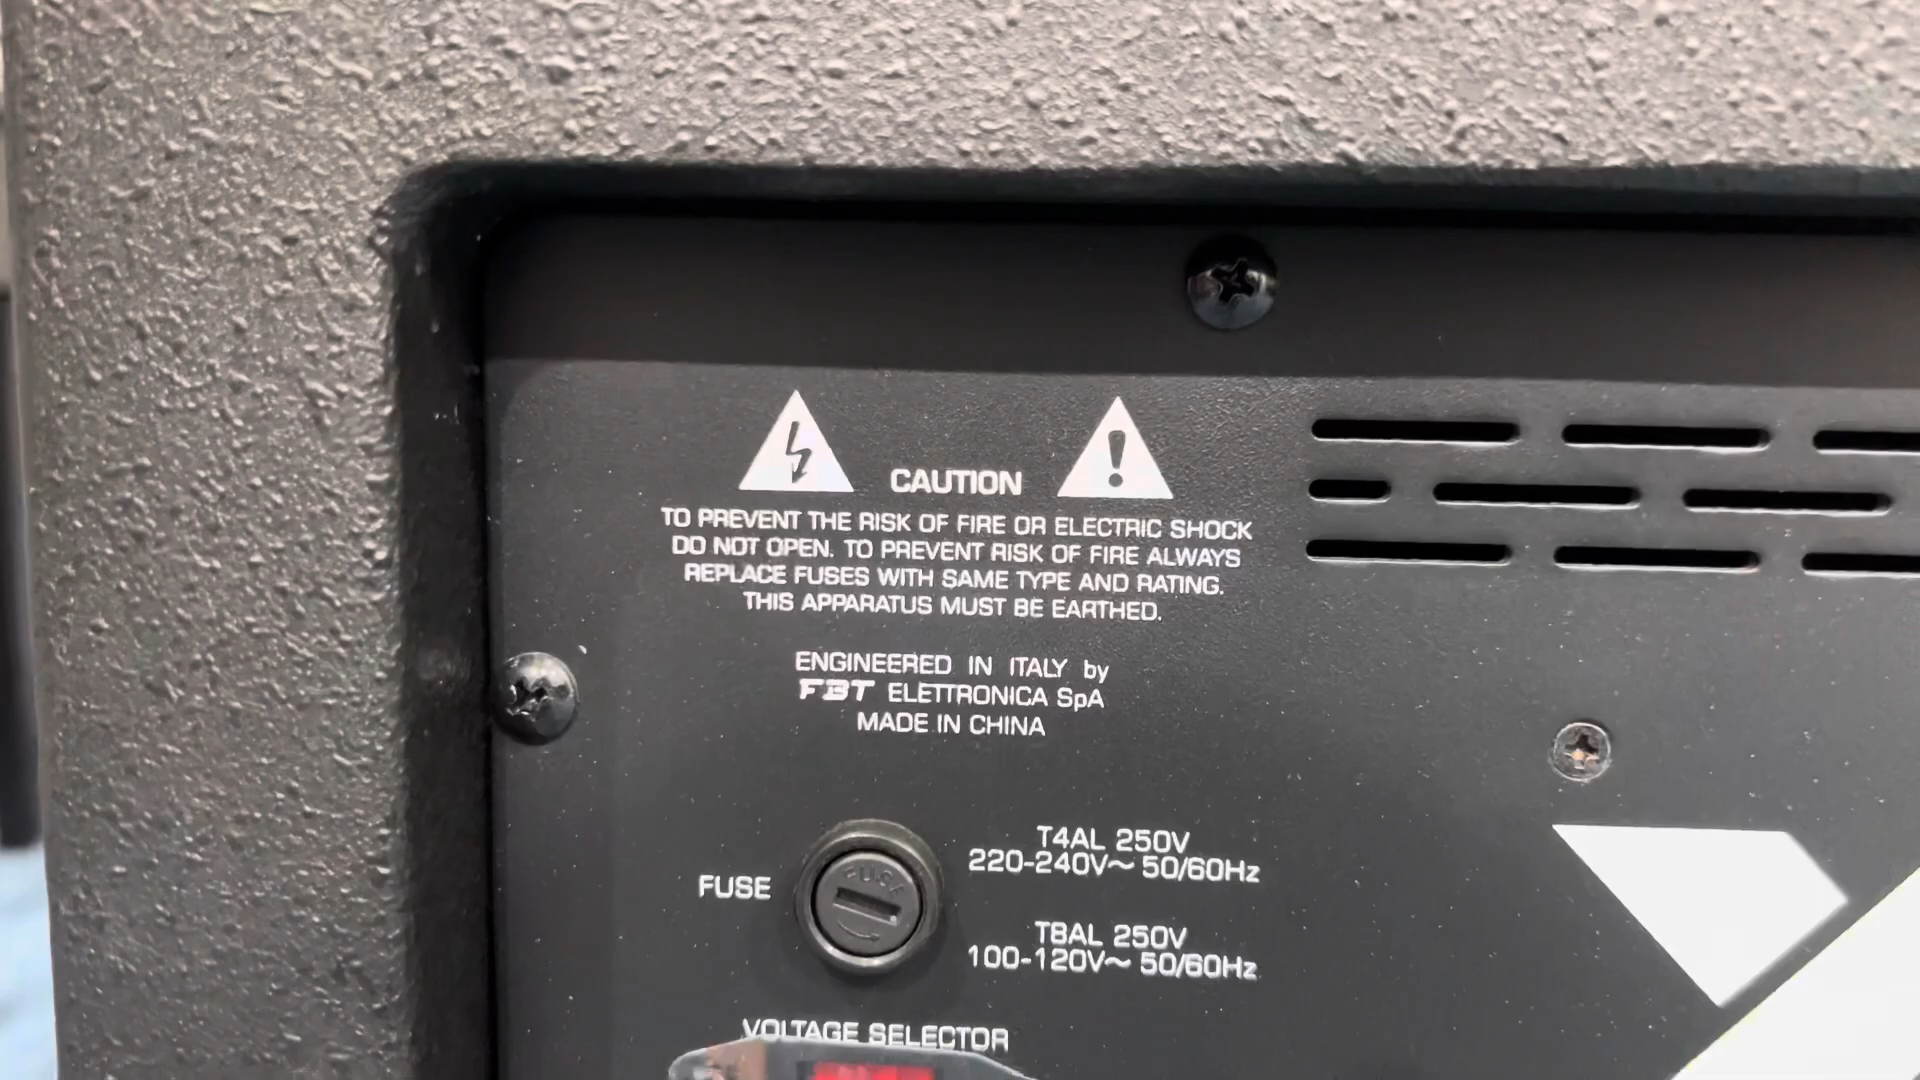 CAUTION
TO PREVENT THE RISK OF FIRE OR ELECTRIC SHOCK
DO NOT OPEN. TO PREVENT RISK OF FIRE ALWAYS
REPLACE FUSES WITH SAME TYPE AND RATING.
THIS APPARATUS MUST BE EARTHED.
ENGINEERED IN ITALY by
FBT ELETTRONICA SpA
MADE IN CHINA
FUSE
T4AL 250V
220-240V~ 50/60Hz
T8AL 250V
100-120V~ 50/60Hz
VOLTAGE SELECTOR